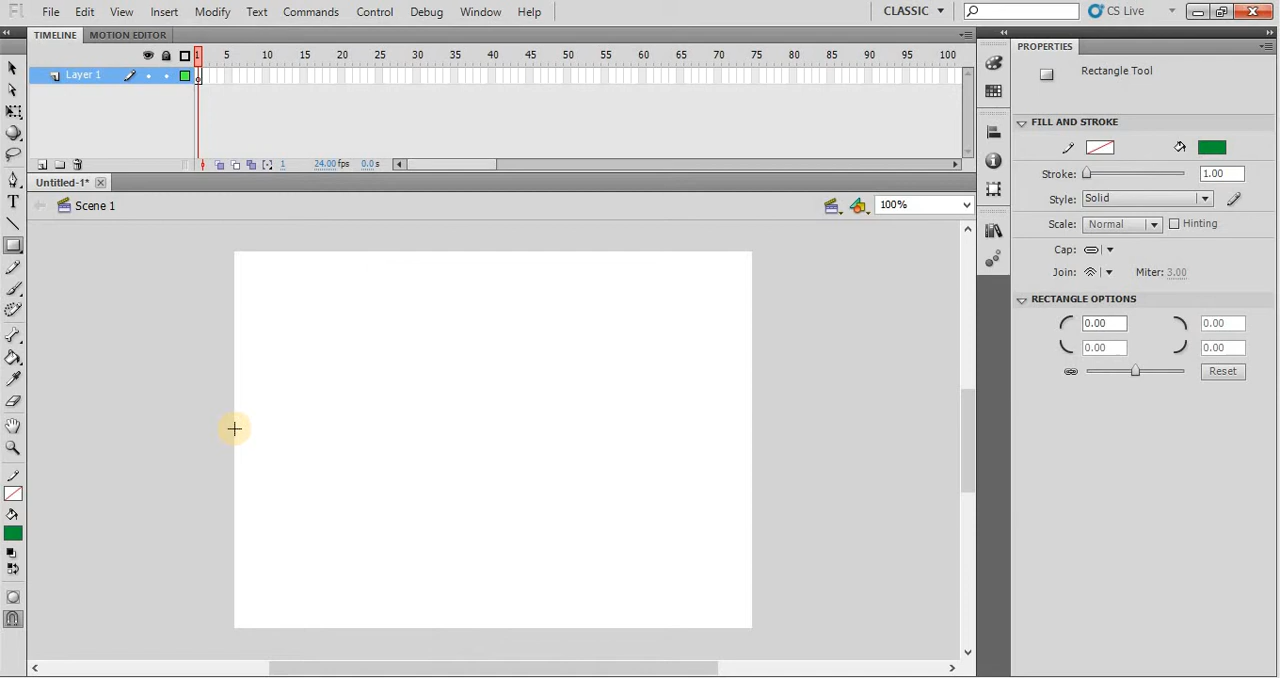 Fl File Edit View Insert Modify Text Commands Control Debug Window Help CLASSIC CS Live
TIMELINE MOTION EDITOR
1 5 10 15 20 25 30 35 40 45 50 55 60 65 70 75 80 85 90 95 100
Layer 1
1 24.00 fps 0.0 s
Untitled-1*
Scene 1 100%
PROPERTIES
Rectangle Tool
FILL AND STROKE
Stroke: 1.00
Style: Solid
Scale: Normal Hinting
Cap:
Join: Miter: 3.00
RECTANGLE OPTIONS
0.00 0.00
0.00 0.00
Reset